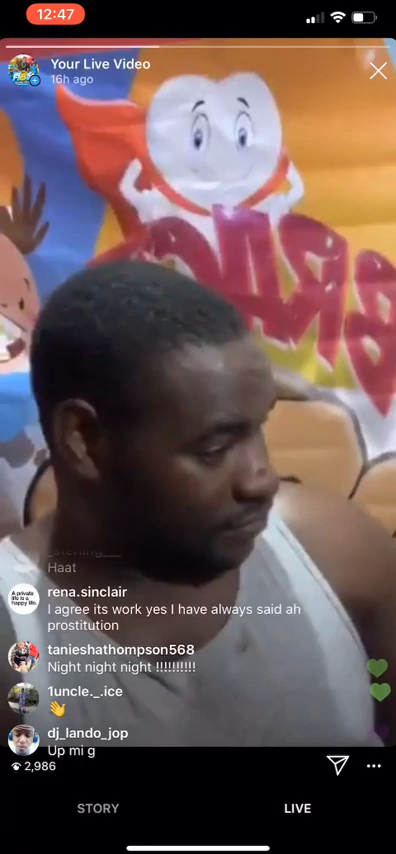 12:47
Your Live Video
16h ago
Haat
rena.sinclair
I agree its work yes I have always said ah
prostitution
tanieshathompson568
Night night night !!!!!!!!!!
1uncle._.ice
👋
dj_lando_jop
Up mi g
2,986
STORY
LIVE